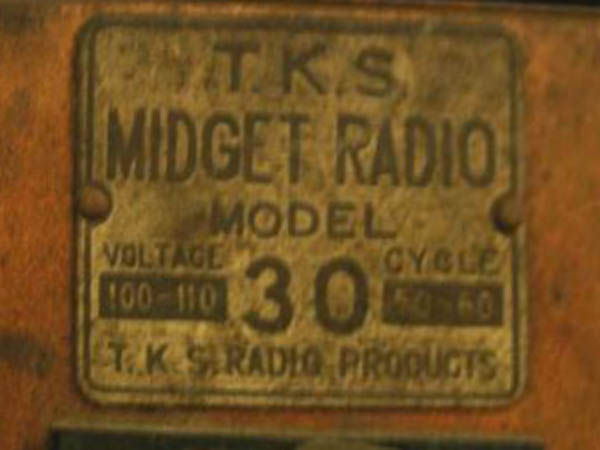 T.K.S.
MIDGET RADIO
MODEL
VOLTAGE 30 CYCLE
100-110 50-60
T.K.S. RADIO PRODUCTS